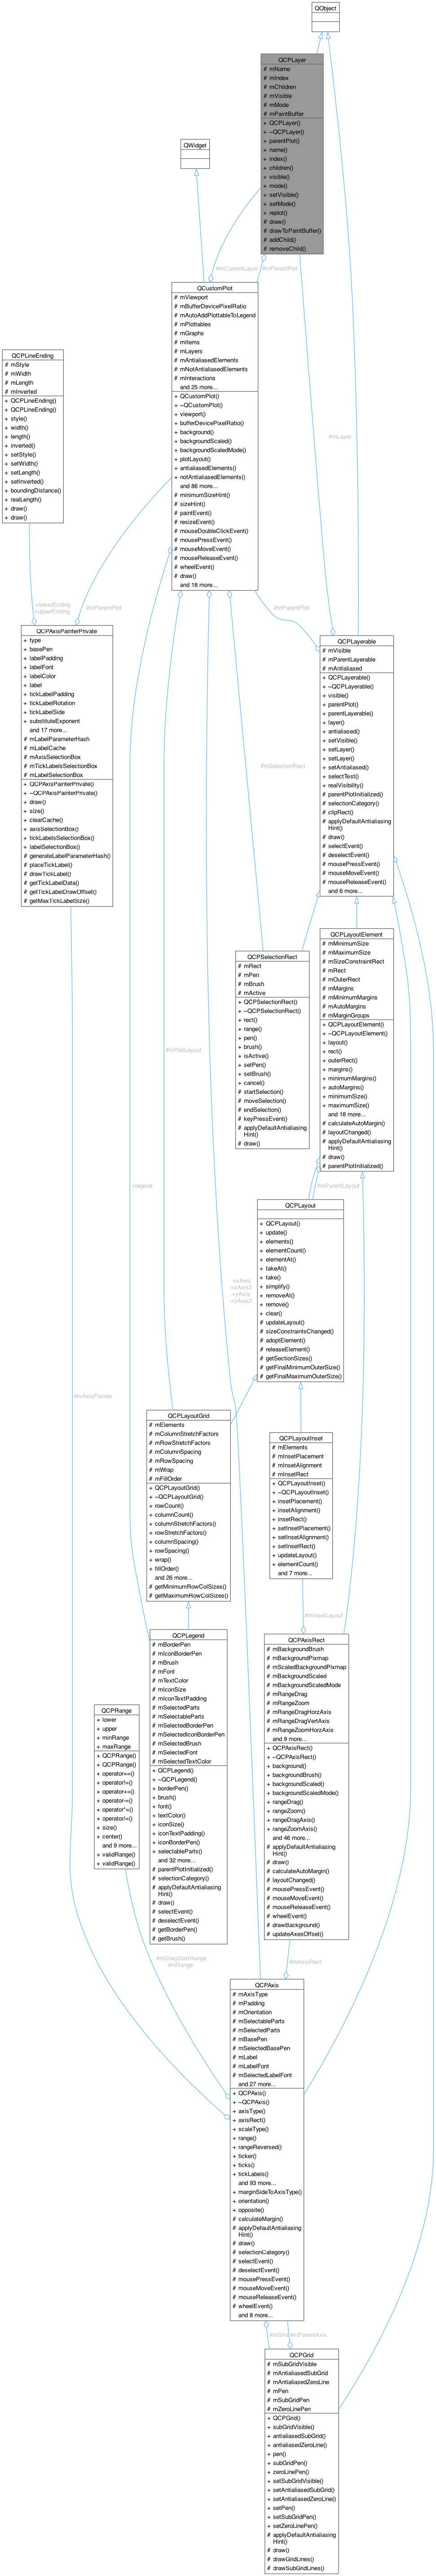 QObject
QCPLayer
# mName
# mIndex
# mChildren
# mVisible
# mMode
# mPaintBuffer
+ QCPLayer()
+ ~QCPLayer()
+ parentPlot()
+ name()
+ index()
+ children()
+ visible()
+ mode()
+ setVisible()
+ setMode()
+ replot()
# draw()
# drawToPaintBuffer()
# addChild()
# removeChild()
QWidget
#mCurrentLayer
#mParentPlot
QCustomPlot
# mViewport
# mBufferDevicePixelRatio
# mAutoAddPlottableToLegend
# mPlottables
# mGraphs
# mItems
# mLayers
# mAntialiasedElements
# mNotAntialiasedElements
# mInteractions
and 25 more...
+ QCustomPlot()
+ ~QCustomPlot()
+ viewport()
+ bufferDevicePixelRatio()
+ background()
+ backgroundScaled()
+ backgroundScaledMode()
+ plotLayout()
+ antialiasedElements()
+ notAntialiasedElements()
and 86 more...
# minimumSizeHint()
# sizeHint()
# paintEvent()
# resizeEvent()
# mouseDoubleClickEvent()
# mousePressEvent()
# mouseMoveEvent()
# mouseReleaseEvent()
# wheelEvent()
# draw()
and 18 more...
QCPLineEnding
# mStyle
# mWidth
# mLength
# mInverted
+ QCPLineEnding()
+ QCPLineEnding()
+ style()
+ width()
+ length()
+ inverted()
+ setStyle()
+ setWidth()
+ setLength()
+ setInverted()
+ boundingDistance()
+ realLength()
+ draw()
+ draw()
#mLayer
+lowerEnding
+upperEnding
#mParentPlot
#mParentPlot
QCPAxisPainterPrivate
+ type
+ basePen
+ labelPadding
+ labelFont
+ labelColor
+ label
+ tickLabelPadding
+ tickLabelRotation
+ tickLabelSide
+ substituteExponent
and 17 more...
# mLabelParameterHash
# mLabelCache
# mAxisSelectionBox
# mTickLabelsSelectionBox
# mLabelSelectionBox
+ QCPAxisPainterPrivate()
+ ~QCPAxisPainterPrivate()
+ draw()
+ size()
+ clearCache()
+ axisSelectionBox()
+ tickLabelsSelectionBox()
+ labelSelectionBox()
# generateLabelParameterHash()
# placeTickLabel()
# drawTickLabel()
# getTickLabelData()
# getTickLabelDrawOffset()
# getMaxTickLabelSize()
QCPLayerable
# mVisible
# mParentLayerable
# mAntialiased
+ QCPLayerable()
+ ~QCPLayerable()
+ visible()
+ parentPlot()
+ parentLayerable()
+ layer()
+ antialiased()
+ setVisible()
+ setLayer()
+ setLayer()
+ setAntialiased()
+ selectTest()
+ realVisibility()
# parentPlotInitialized()
# selectionCategory()
# clipRect()
# applyDefaultAntialiasing
Hint()
# draw()
# selectEvent()
# deselectEvent()
# mousePressEvent()
# mouseMoveEvent()
# mouseReleaseEvent()
and 6 more...
#mSelectionRect
QCPSelectionRect
# mRect
# mPen
# mBrush
# mActive
+ QCPSelectionRect()
+ ~QCPSelectionRect()
+ rect()
+ range()
+ pen()
+ brush()
+ isActive()
+ setPen()
+ setBrush()
+ cancel()
# startSelection()
# moveSelection()
# endSelection()
# keyPressEvent()
# applyDefaultAntialiasing
Hint()
# draw()
QCPLayoutElement
# mMinimumSize
# mMaximumSize
# mSizeConstraintRect
# mRect
# mOuterRect
# mMargins
# mMinimumMargins
# mAutoMargins
# mMarginGroups
+ QCPLayoutElement()
+ ~QCPLayoutElement()
+ layout()
+ rect()
+ outerRect()
+ margins()
+ minimumMargins()
+ autoMargins()
+ minimumSize()
+ maximumSize()
and 18 more...
# calculateAutoMargin()
# layoutChanged()
# applyDefaultAntialiasing
Hint()
# draw()
# parentPlotInitialized()
#mPlotLayout
+legend
#mParentLayout
QCPLayout
+ QCPLayout()
+ update()
+ elements()
+ elementCount()
+ elementAt()
+ takeAt()
+ take()
+ simplify()
+ removeAt()
+ remove()
+ clear()
# updateLayout()
# sizeConstraintsChanged()
# adoptElement()
# releaseElement()
# getSectionSizes()
# getFinalMinimumOuterSize()
# getFinalMaximumOuterSize()
+xAxis
+xAxis2
+yAxis
+yAxis2
#mAxisPainter
QCPLayoutGrid
# mElements
# mColumnStretchFactors
# mRowStretchFactors
# mColumnSpacing
# mRowSpacing
# mWrap
# mFillOrder
+ QCPLayoutGrid()
+ ~QCPLayoutGrid()
+ rowCount()
+ columnCount()
+ columnStretchFactors()
+ rowStretchFactors()
+ columnSpacing()
+ rowSpacing()
+ wrap()
+ fillOrder()
and 26 more...
# getMinimumRowColSizes()
# getMaximumRowColSizes()
QCPLayoutInset
# mElements
# mInsetPlacement
# mInsetAlignment
# mInsetRect
+ QCPLayoutInset()
+ ~QCPLayoutInset()
+ insetPlacement()
+ insetAlignment()
+ insetRect()
+ setInsetPlacement()
+ setInsetAlignment()
+ setInsetRect()
+ updateLayout()
+ elementCount()
and 7 more...
#mInsetLayout
QCPLegend
# mBorderPen
# mIconBorderPen
# mBrush
# mFont
# mTextColor
# mIconSize
# mIconTextPadding
# mSelectedParts
# mSelectableParts
# mSelectedBorderPen
# mSelectedIconBorderPen
# mSelectedBrush
# mSelectedFont
# mSelectedTextColor
+ QCPLegend()
+ ~QCPLegend()
+ borderPen()
+ brush()
+ font()
+ textColor()
+ iconSize()
+ iconTextPadding()
+ iconBorderPen()
+ selectableParts()
and 32 more...
# parentPlotInitialized()
# selectionCategory()
# applyDefaultAntialiasing
Hint()
# draw()
# selectEvent()
# deselectEvent()
# getBorderPen()
# getBrush()
QCPAxisRect
# mBackgroundBrush
# mBackgroundPixmap
# mScaledBackgroundPixmap
# mBackgroundScaled
# mBackgroundScaledMode
# mRangeDrag
# mRangeZoom
# mRangeDragHorzAxis
# mRangeDragVertAxis
# mRangeZoomHorzAxis
and 9 more...
+ QCPAxisRect()
+ ~QCPAxisRect()
+ background()
+ backgroundBrush()
+ backgroundScaled()
+ backgroundScaledMode()
+ rangeDrag()
+ rangeZoom()
+ rangeDragAxis()
+ rangeZoomAxis()
and 46 more...
# applyDefaultAntialiasing
Hint()
# draw()
# calculateAutoMargin()
# layoutChanged()
# mousePressEvent()
# mouseMoveEvent()
# mouseReleaseEvent()
# wheelEvent()
# drawBackground()
# updateAxesOffset()
QCPRange
+ lower
+ upper
+ minRange
+ maxRange
+ QCPRange()
+ QCPRange()
+ operator==()
+ operator!=()
+ operator+=()
+ operator-=()
+ operator*=()
+ operator/=()
+ size()
+ center()
and 9 more...
+ validRange()
+ validRange()
#mDragStartRange
#mRange
#mAxisRect
QCPAxis
# mAxisType
# mPadding
# mOrientation
# mSelectableParts
# mSelectedParts
# mBasePen
# mSelectedBasePen
# mLabel
# mLabelFont
# mSelectedLabelFont
and 27 more...
+ QCPAxis()
+ ~QCPAxis()
+ axisType()
+ axisRect()
+ scaleType()
+ range()
+ rangeReversed()
+ ticker()
+ ticks()
+ tickLabels()
and 93 more...
+ marginSideToAxisType()
+ orientation()
+ opposite()
# calculateMargin()
# applyDefaultAntialiasing
Hint()
# draw()
# selectionCategory()
# selectEvent()
# deselectEvent()
# mousePressEvent()
# mouseMoveEvent()
# mouseReleaseEvent()
# wheelEvent()
and 8 more...
#mGrid
#mParentAxis
QCPGrid
# mSubGridVisible
# mAntialiasedSubGrid
# mAntialiasedZeroLine
# mPen
# mSubGridPen
# mZeroLinePen
+ QCPGrid()
+ subGridVisible()
+ antialiasedSubGrid()
+ antialiasedZeroLine()
+ pen()
+ subGridPen()
+ zeroLinePen()
+ setSubGridVisible()
+ setAntialiasedSubGrid()
+ setAntialiasedZeroLine()
+ setPen()
+ setSubGridPen()
+ setZeroLinePen()
# applyDefaultAntialiasing
Hint()
# draw()
# drawGridLines()
# drawSubGridLines()